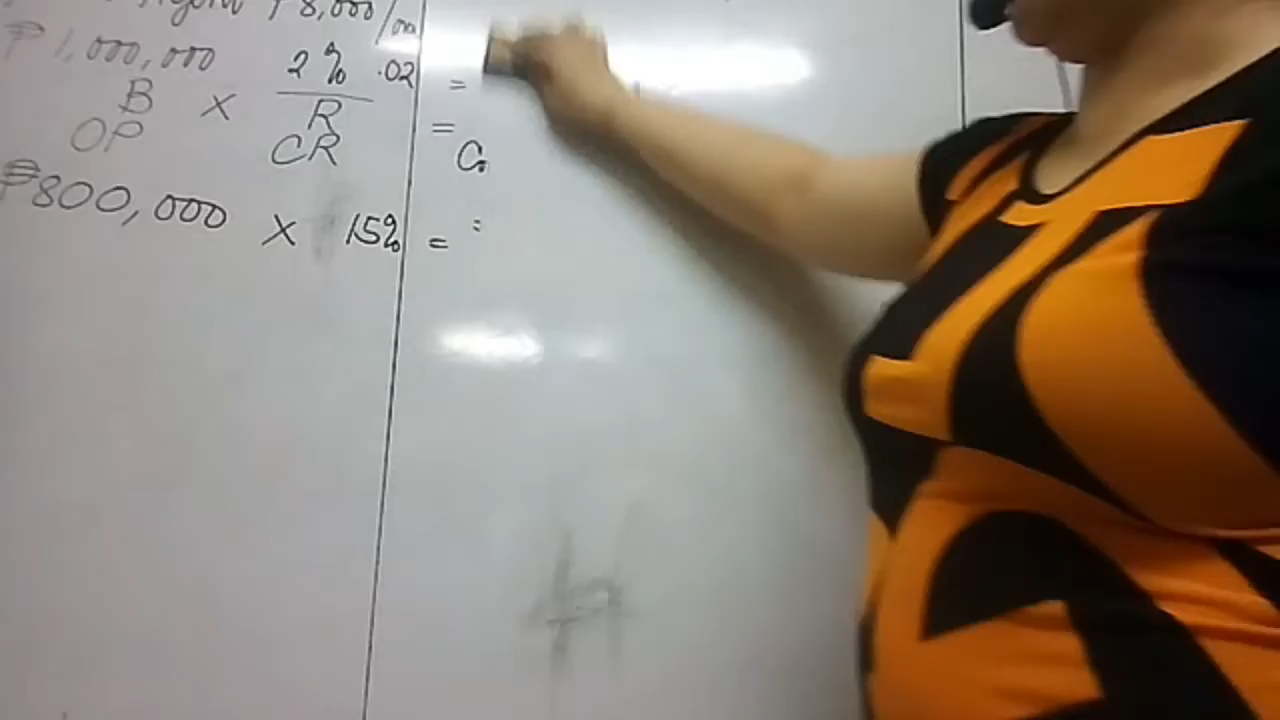 ₱8,000/mo
₱1,000,000 2% .02 =
B x R =
OP CR C.
₱800,000 x 15% =